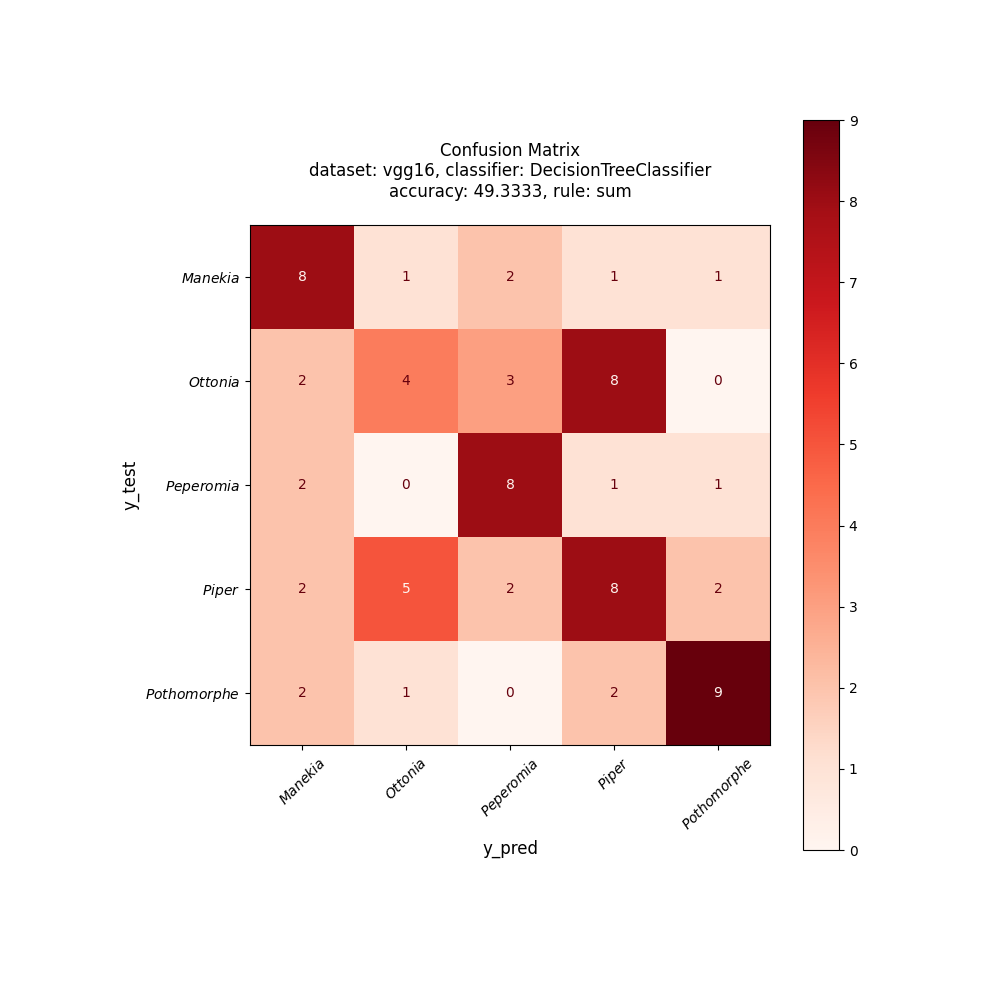 Confusion Matrix
dataset: vgg16, classifier: DecisionTreeClassifier
accuracy: 49.3333, rule: sum
9
8
7
6
5
4
3
2
1
0
y_test
Manekia 8 1 2 1 1
Ottonia 2 4 3 8 0
Peperomia 2 0 8 1 1
Piper 2 5 2 8 2
Pothomorphe 2 1 0 2 9
Manekia Ottonia Peperomia Piper Pothomorphe
y_pred